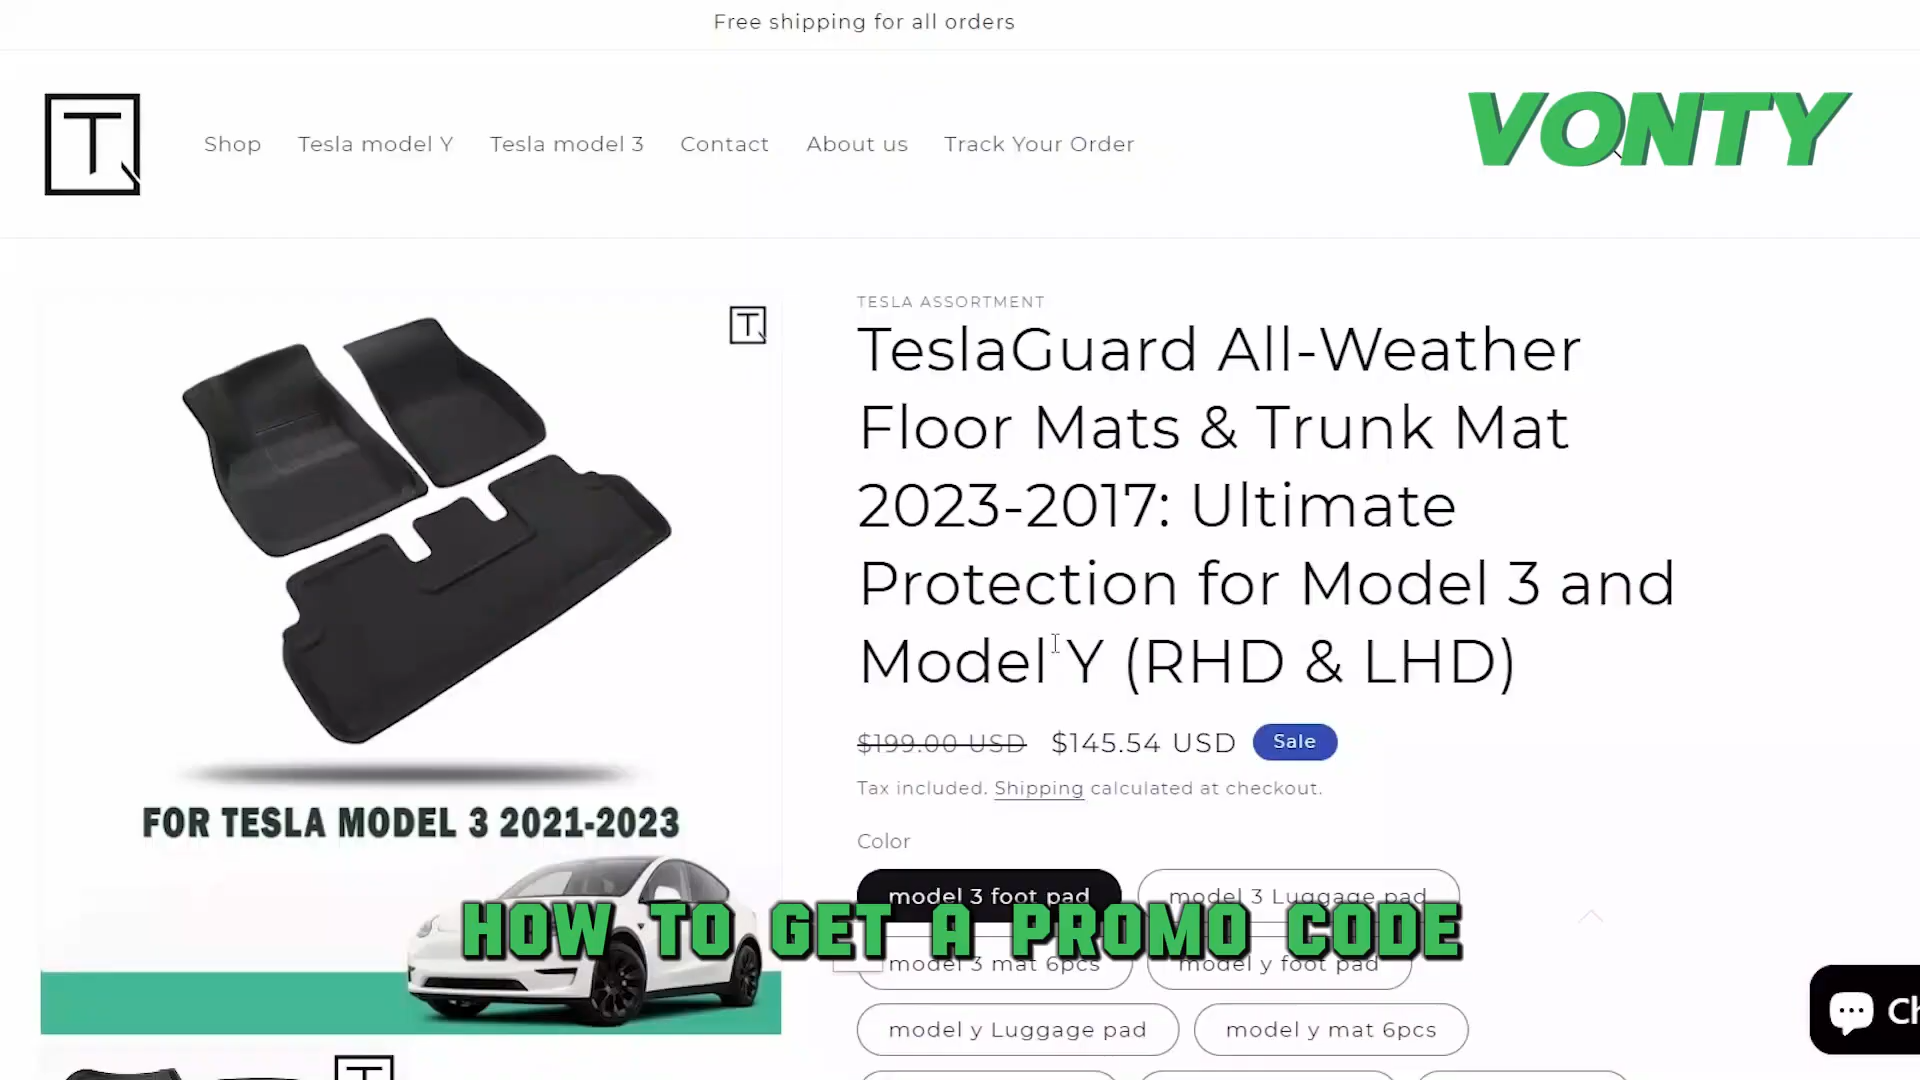 Free shipping for all orders
T
Shop Tesla model Y Tesla model 3 Contact About us Track Your Order
VONTY
T
TESLA ASSORTMENT
TeslaGuard All-Weather
Floor Mats & Trunk Mat
2023-2017: Ultimate
Protection for Model 3 and
Model Y (RHD & LHD)
$199.00 USD $145.54 USD Sale
Tax included. Shipping calculated at checkout.
FOR TESLA MODEL 3 2021-2023
Color
model 3 foot pad model 3 Luggage pad
HOW TO GET A PROMO CODE
model 3 mat 6pcs model y foot pad
model y Luggage pad model y mat 6pcs
T